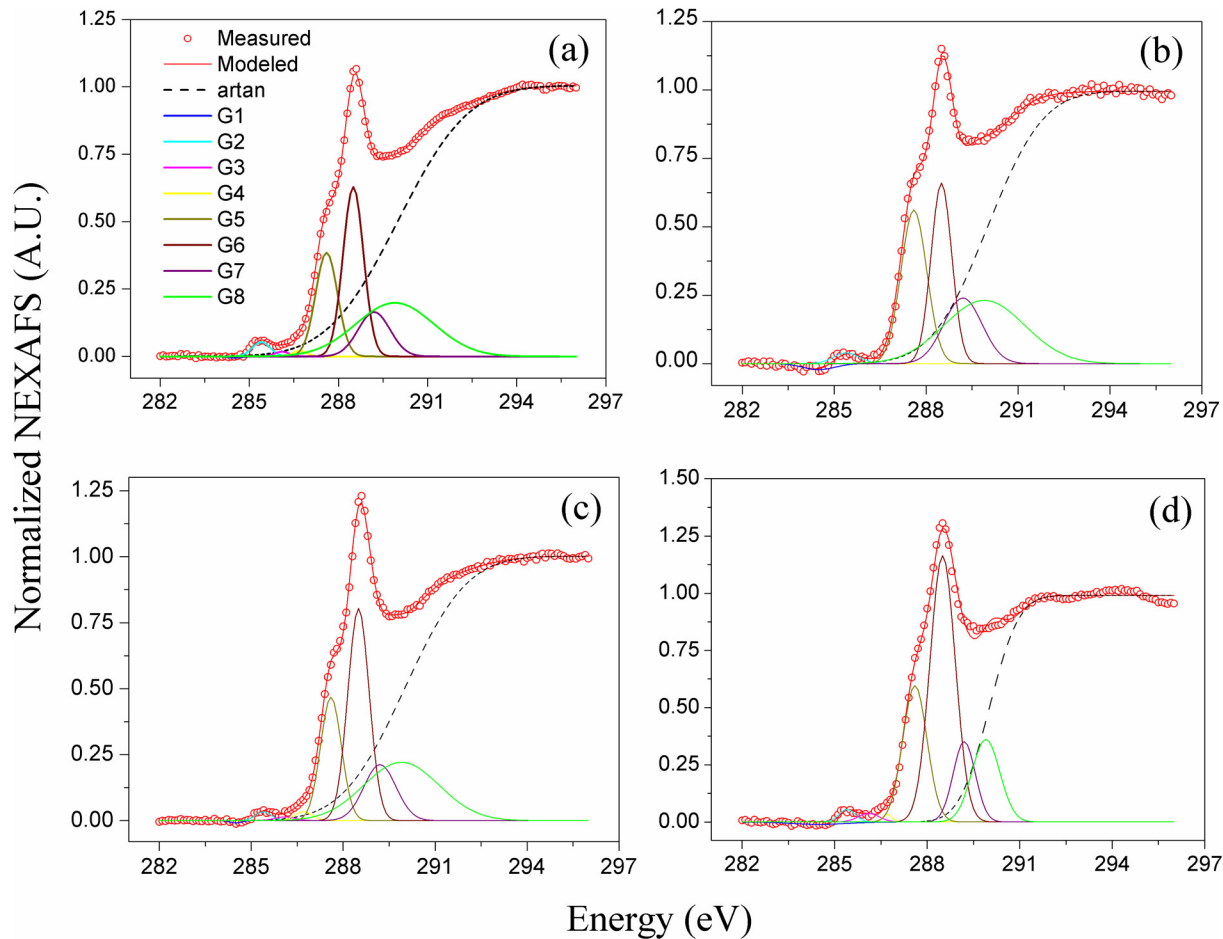 Normalized NEXAFS (A.U.)
1.25
1.00
0.75
0.50
0.25
0.00
282 285 288 291 294 297
(a)
Measured
Modeled
artan
G1
G2
G3
G4
G5
G6
G7
G8
1.25
1.00
0.75
0.50
0.25
0.00
282 285 288 291 294 297
(b)
1.25
1.00
0.75
0.50
0.25
0.00
282 285 288 291 294 297
(c)
1.50
1.25
1.00
0.75
0.50
0.25
0.00
282 285 288 291 294 297
(d)
Energy (eV)